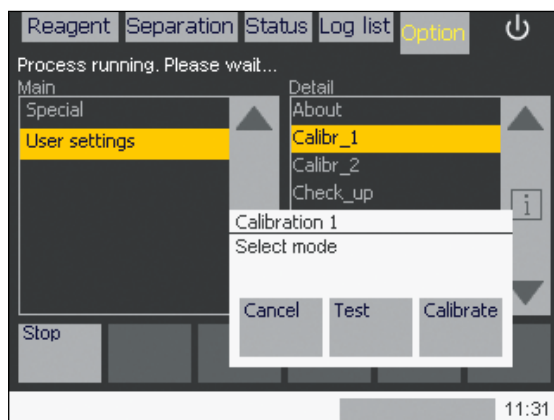 Reagent Separation Status Log list Option
Process running. Please wait...
Main
Detail
Special
User settings
About
Calibr_1
Calibr_2
Check_up
i
Calibration 1
Select mode
Cancel Test Calibrate
Stop
11:31